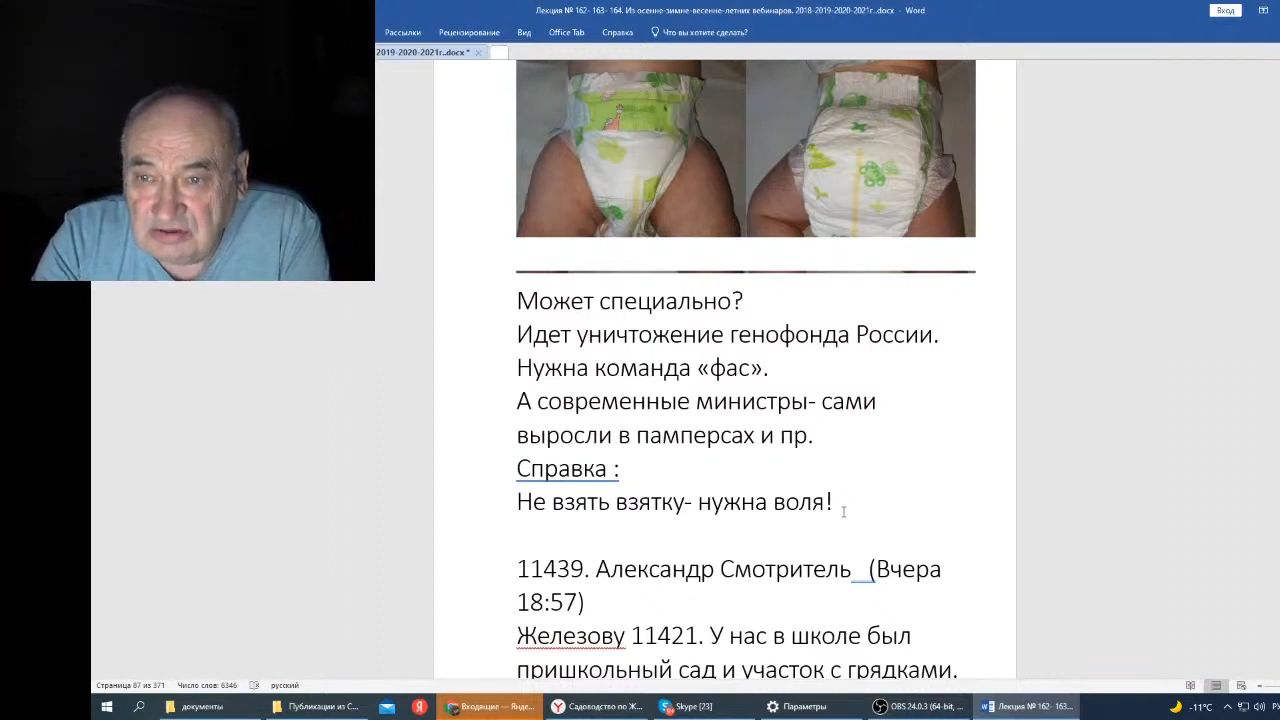 Лекция № 162- 163- 164. Из осенне-зимне-весенне-летних вебинаров. 2018-2019-2020-2021г..docx - Word
Вход
Рассылки Рецензирование Вид Office Tab Справка Что вы хотите сделать?
2019-2020-2021г..docx *
Может специально?
Идет уничтожение генофонда России.
Нужна команда «фас».
А современные министры- сами
выросли в памперсах и пр.
Справка :
Не взять взятку- нужна воля!
11439. Александр Смотритель (Вчера
18:57)
Железову 11421. У нас в школе был
пришкольный сад и участок с грядками.
Страница 87 из 371 Число слов: 6346 русский
документы Публикации из С... Входящие — Янде... Садоводство по Ж... Skype [23] Параметры OBS 24.0.3 (64-bit, ... Лекция № 162- 163... -11°C